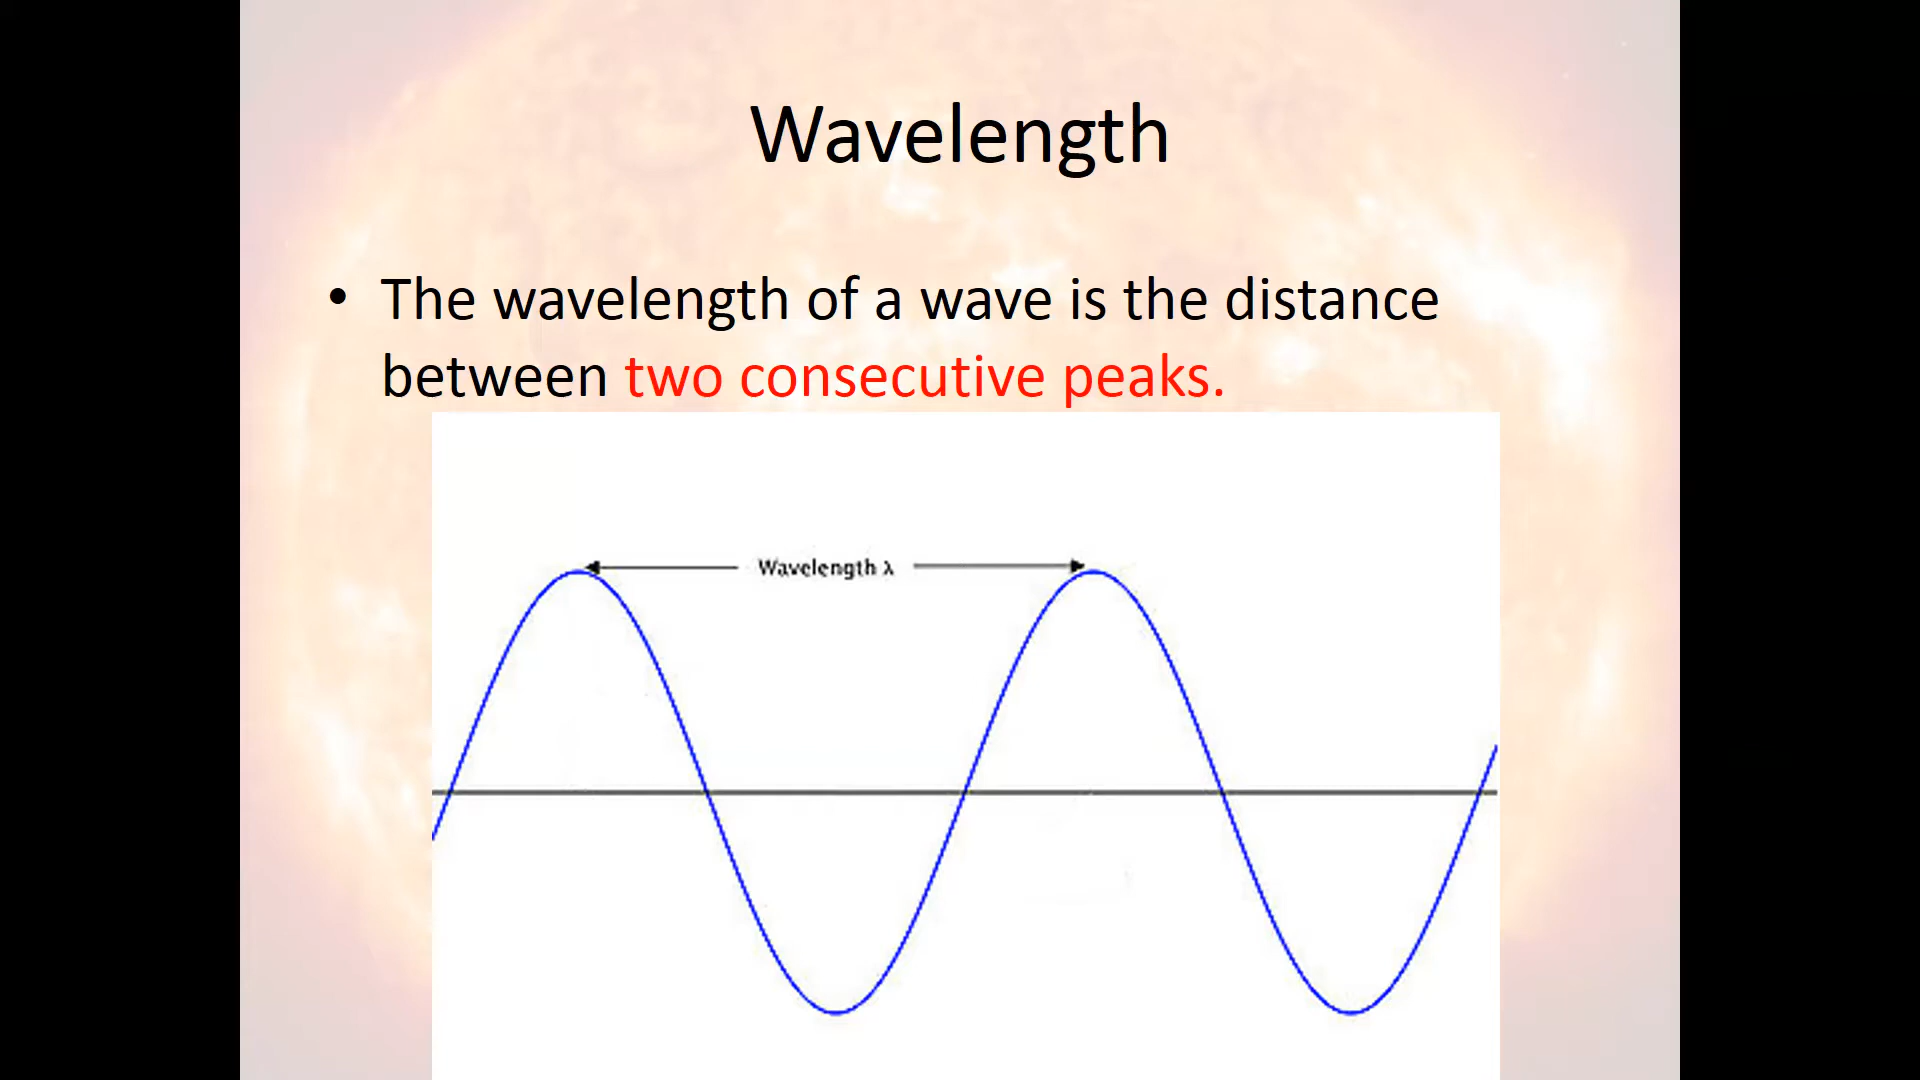 Wavelength
• The wavelength of a wave is the distance
between two consecutive peaks.
Wavelength λ